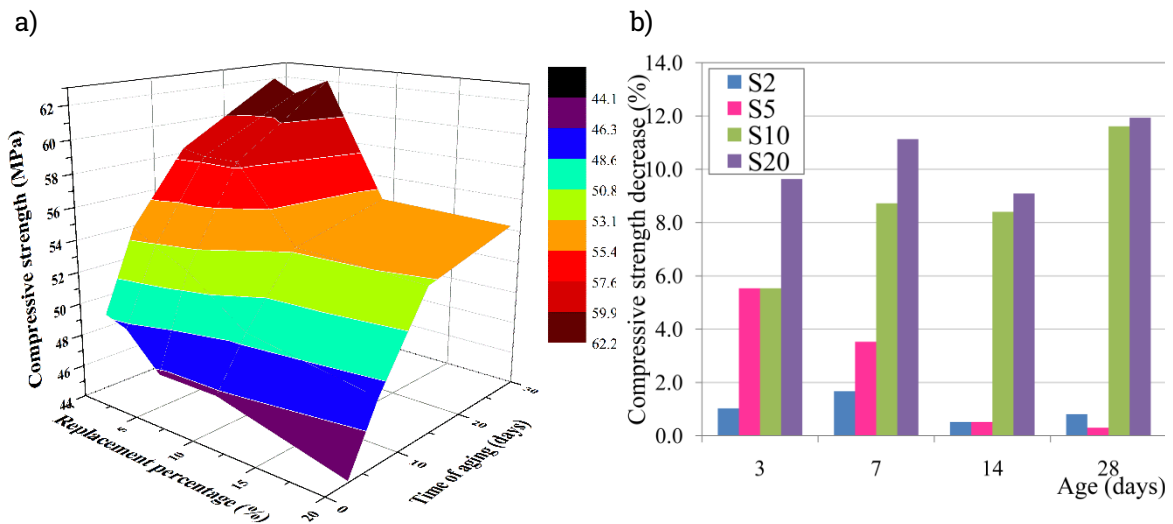 a)
Compressive strength (MPa)
62
60
58
56
54
52
50
48
46
44
5
10
15
20
Replacement percentage (%)
0
10
20
30
Time of aging (days)
44.1
46.3
48.6
50.8
53.1
55.4
57.6
59.9
62.2
b)
Compressive strength decrease (%)
14.0
12.0
10.0
8.0
6.0
4.0
2.0
0.0
S2
S5
S10
S20
3 7 14 28
Age (days)